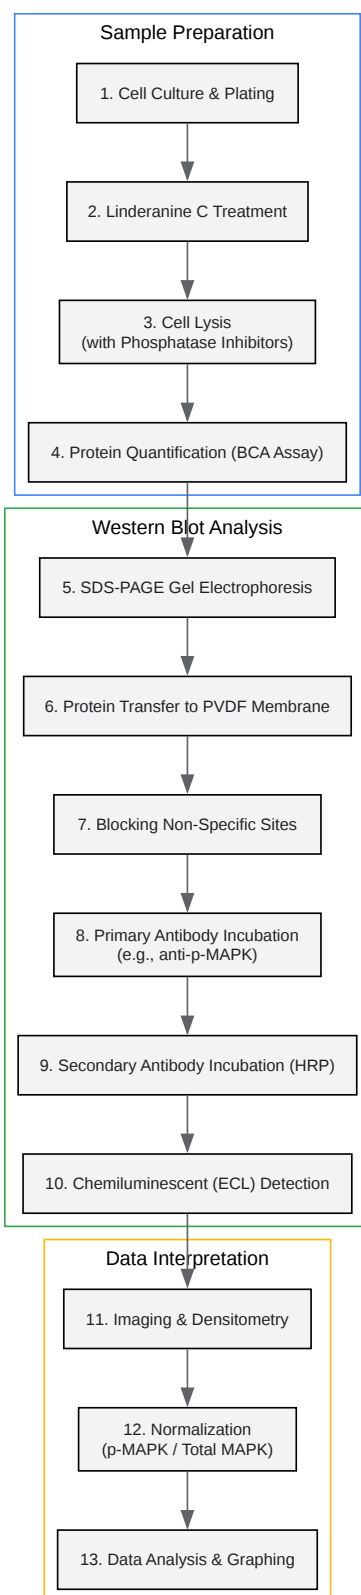 Sample Preparation
1. Cell Culture & Plating
2. Linderanine C Treatment
3. Cell Lysis
(with Phosphatase Inhibitors)
4. Protein Quantification (BCA Assay)
Western Blot Analysis
5. SDS-PAGE Gel Electrophoresis
6. Protein Transfer to PVDF Membrane
7. Blocking Non-Specific Sites
8. Primary Antibody Incubation
(e.g., anti-p-MAPK)
9. Secondary Antibody Incubation (HRP)
10. Chemiluminescent (ECL) Detection
Data Interpretation
11. Imaging & Densitometry
12. Normalization
(p-MAPK / Total MAPK)
13. Data Analysis & Graphing